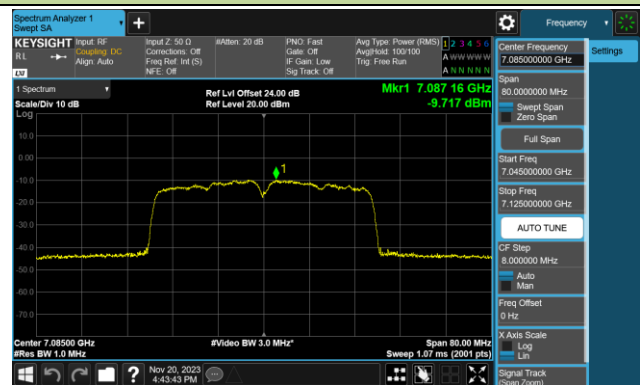 Spectrum Analyzer 1
Swept SA
Frequency
KEYSIGHT
RL
LXI
Input: RF
Coupling: DC
Align: Auto
Input Z: 50 Ω
Corrections: Off
Freq Ref: Int (S)
NFE: Off
#Atten: 20 dB
PNO: Fast
Gate: Off
IF Gain: Low
Sig Track: Off
Avg Type: Power (RMS)
Avg|Hold: 100/100
Trig: Free Run
1 2 3 4 5 6
A W W W W W
A N N N N N
1 Spectrum
Scale/Div 10 dB
Log
Ref Lvl Offset 24.00 dB
Ref Level 20.00 dBm
Mkr1 7.087 16 GHz
-9.717 dBm
10.0
0.00
-10.0
-20.0
-30.0
-40.0
-50.0
-60.0
-70.0
1
Center 7.08500 GHz
#Res BW 1.0 MHz
#Video BW 3.0 MHz*
Span 80.00 MHz
Sweep 1.07 ms (2001 pts)
Nov 20, 2023
4:43:43 PM
Center Frequency
7.085000000 GHz
Span
80.0000000 MHz
Swept Span
Zero Span
Full Span
Start Freq
7.045000000 GHz
Stop Freq
7.125000000 GHz
AUTO TUNE
CF Step
8.000000 MHz
Auto
Man
Freq Offset
0 Hz
X Axis Scale
Log
Lin
Signal Track
(Span Zoom)
Settings